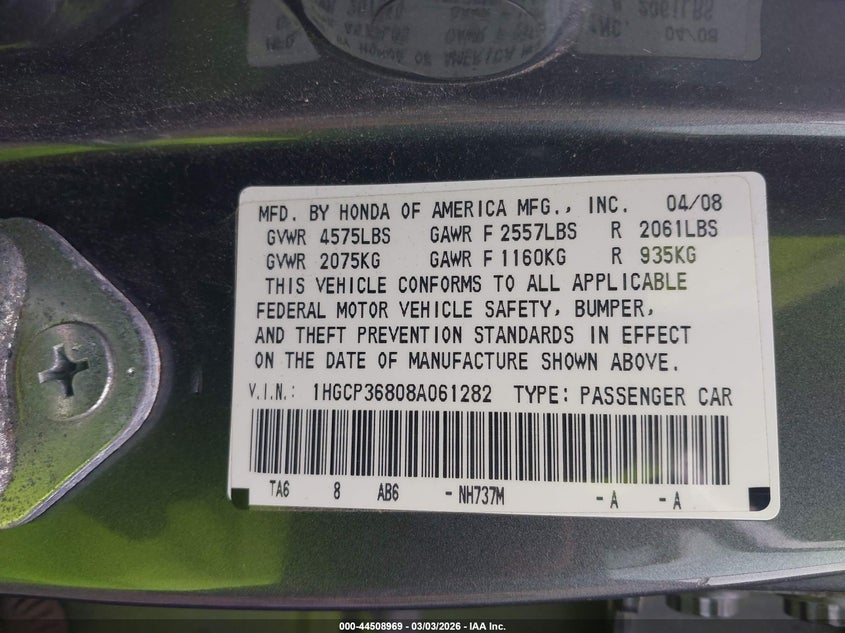 MFD. BY HONDA OF AMERICA MFG., INC. 04/08
GVWR 4575LBS GAWR F 2557LBS R 2061LBS
GVWR 2075KG GAWR F 1160KG R 935KG
THIS VEHICLE CONFORMS TO ALL APPLICABLE
FEDERAL MOTOR VEHICLE SAFETY, BUMPER,
AND THEFT PREVENTION STANDARDS IN EFFECT
ON THE DATE OF MANUFACTURE SHOWN ABOVE.
V.I.N.: 1HGCP36808A061282 TYPE: PASSENGER CAR
TA6 8 AB6 - NH737M - A - A
000-44508969 - 03/03/2026 - IAA Inc.